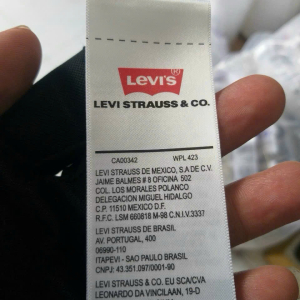 Levi's®
LEVI STRAUSS & CO.
CA00342 WPL 423
LEVI STRAUSS DE MEXICO, S.A DE C.V.
JAIME BALMES # 8 OFICINA 502
COL. LOS MORALES POLANCO
DELEGACION MIGUEL HIDALGO
C.P. 11510 MEXICO D.F.
R.F.C. LSM 660818 M-98 C.N.I.V.3337
LEVI STRAUSS DE BRASIL
AV. PORTUGAL, 400
06990-110
ITAPEVI - SAO PAULO - BRASIL
CNPJ: 43.351.097/0001-90
LEVI STRAUSS & CO. EU SCA/CVA
LEONARDO DA VINCILAAN, 19-D